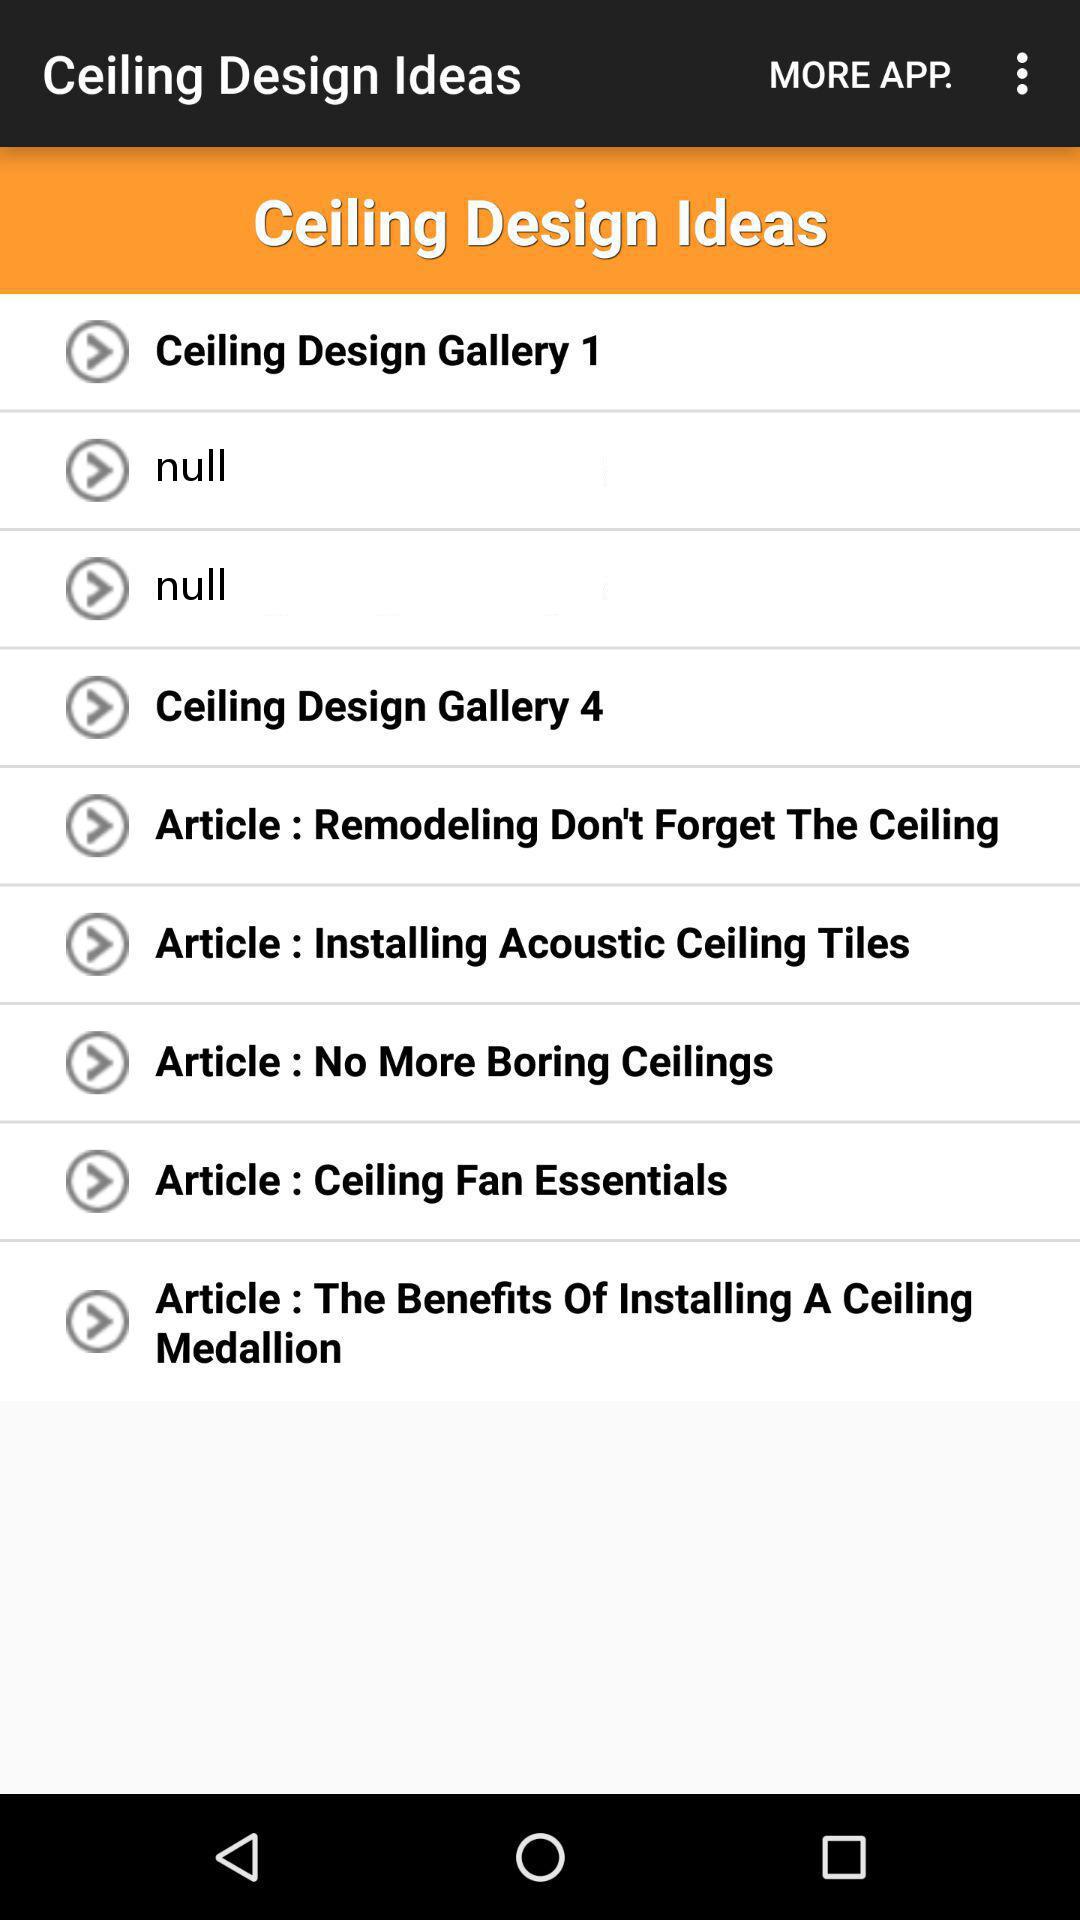 Ceiling Design Ideas
MORE APP.
Ceiling Design Ideas
Ceiling Design Gallery 1
null
null
Ceiling Design Gallery 4
Article : Remodeling Don't Forget The Ceiling
Article : Installing Acoustic Ceiling Tiles
Article : No More Boring Ceilings
Article : Ceiling Fan Essentials
Article : The Benefits Of Installing A Ceiling
Medallion